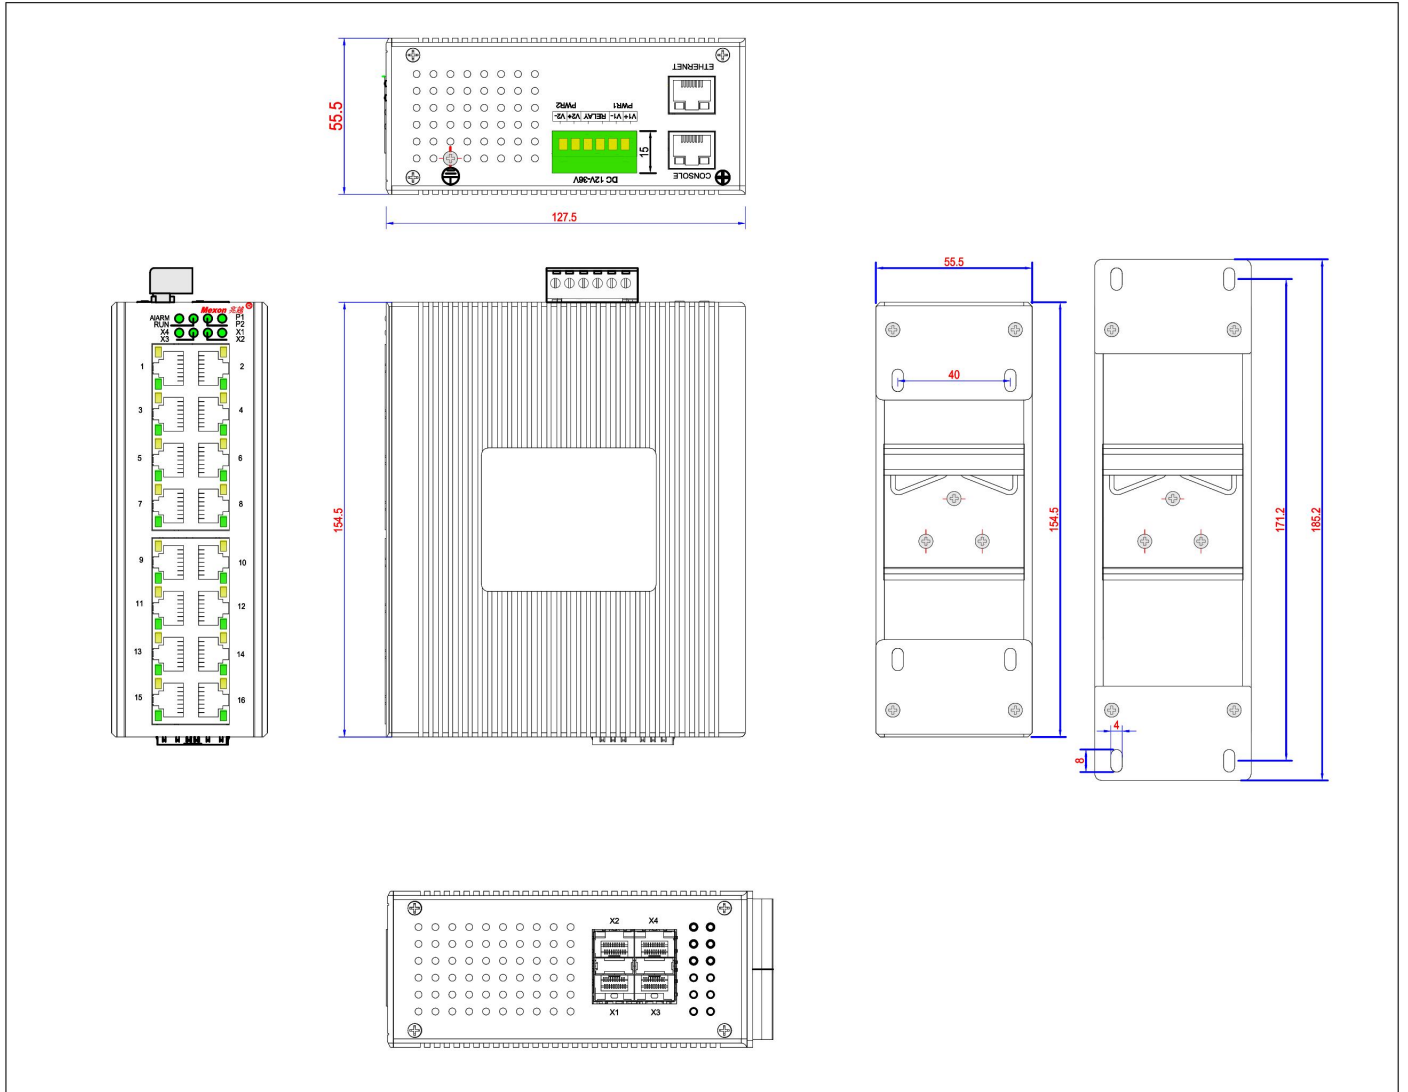 55.5
ETHERNET
PWR2 PWR1
V2- V2+ RELAY V1- V1+
15
CONSOLE
DC 12V-36V
127.5
Mexon 兆越®
AlARM P1
RUN P2
X4 X1
X3 X2
1 2
3 4
5 6
7 8
9 10
11 12
13 14
15 16
154.5
55.5
40
154.5
171.2
185.2
4
8
X2 X4
X1 X3